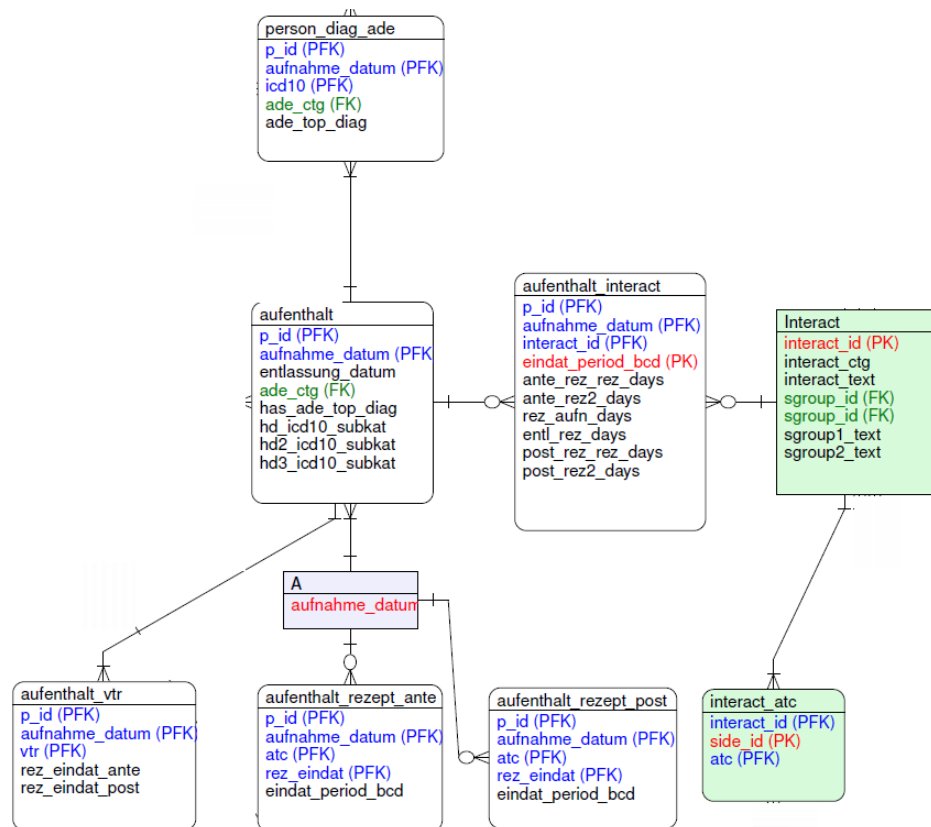 person_diag_ade
p_id (PFK)
aufnahme_datum (PFK)
icd10 (PFK)
ade_ctg (FK)
ade_top_diag
aufenthalt
p_id (PFK)
aufnahme_datum (PFK
entlassung_datum
ade_ctg (FK)
has_ade_top_diag
hd_icd10_subkat
hd2_icd10_subkat
hd3_icd10_subkat
aufenthalt_interact
p_id (PFK)
aufnahme_datum (PFK)
interact_id (PFK)
eindat_period_bcd (PK)
ante_rez_rez_days
ante_rez2_days
rez_aufn_days
entl_rez_days
post_rez_rez_days
post_rez2_days
Interact
interact_id (PK)
interact_ctg
interact_text
sgroup_id (FK)
sgroup_id (FK)
sgroup1_text
sgroup2_text
A
aufnahme_datum
aufenthalt_vtr
p_id (PFK)
aufnahme_datum (PFK)
vtr (PFK)
rez_eindat_ante
rez_eindat_post
aufenthalt_rezept_ante
p_id (PFK)
aufnahme_datum (PFK)
atc (PFK)
rez_eindat (PFK)
eindat_period_bcd
aufenthalt_rezept_post
p_id (PFK)
aufnahme_datum (PFK)
atc (PFK)
rez_eindat (PFK)
eindat_period_bcd
interact_atc
interact_id (PFK)
side_id (PK)
atc (PFK)